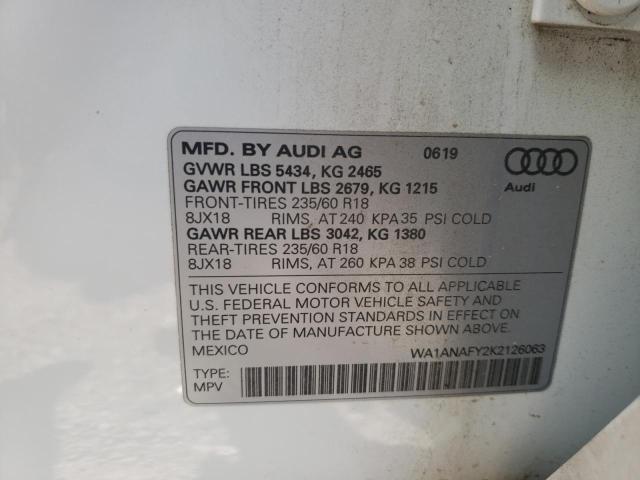 MFD. BY AUDI AG 0619
GVWR LBS 5434, KG 2465
GAWR FRONT LBS 2679, KG 1215
FRONT-TIRES 235/60 R18
8JX18 RIMS, AT 240 KPA 35 PSI COLD
GAWR REAR LBS 3042, KG 1380
REAR-TIRES 235/60 R18
8JX18 RIMS, AT 260 KPA 38 PSI COLD
Audi
THIS VEHICLE CONFORMS TO ALL APPLICABLE
U.S. FEDERAL MOTOR VEHICLE SAFETY AND
THEFT PREVENTION STANDARDS IN EFFECT ON
THE DATE OF MANUFACTURE SHOWN ABOVE.
MEXICO WA1ANAFY2K2126063
TYPE:
MPV